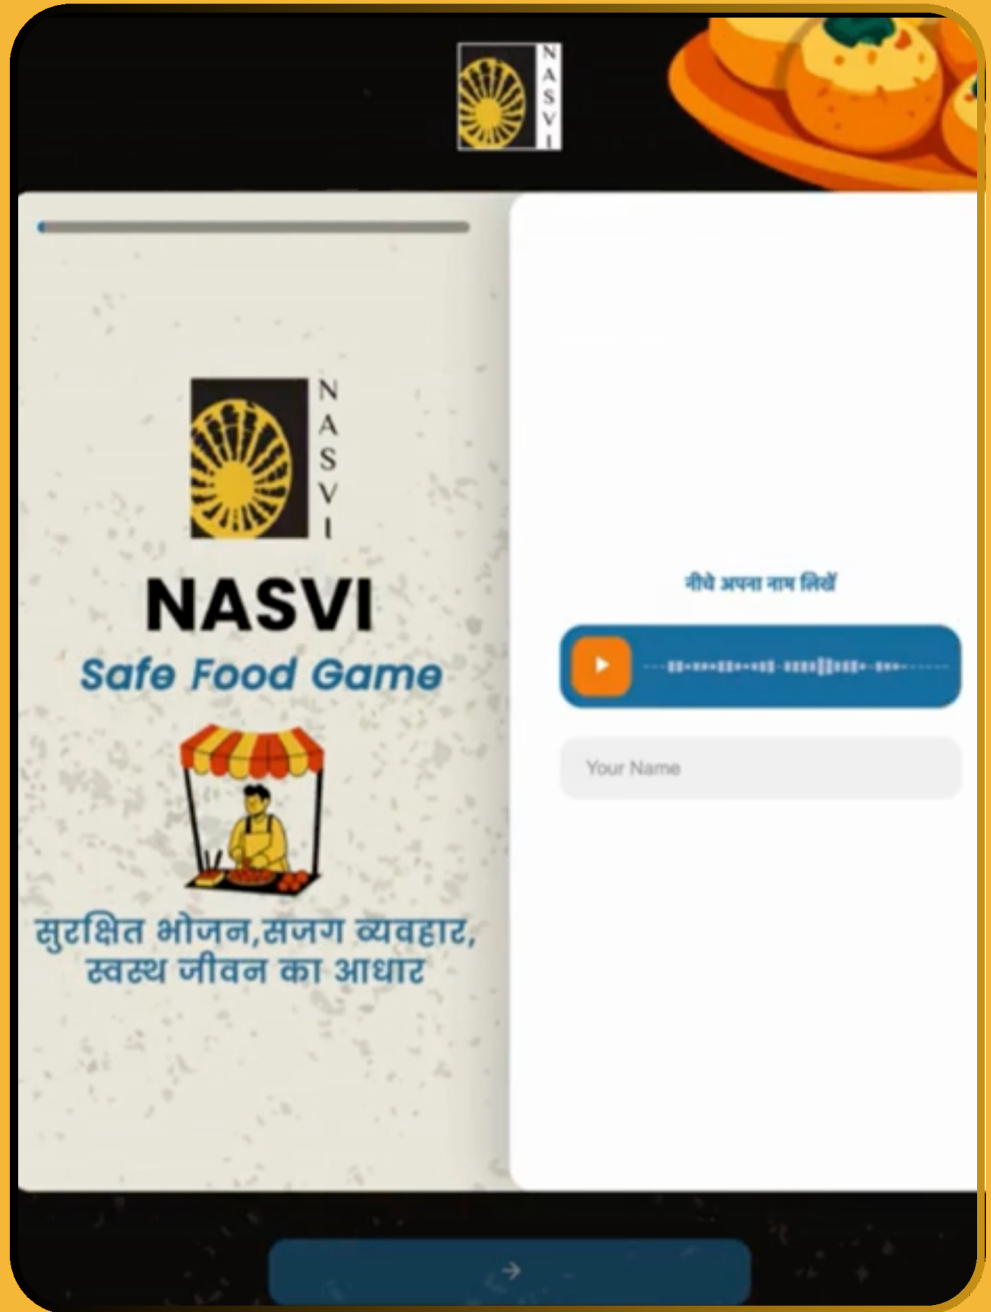 NASVI
NASVI
NASVI
Safe Food Game
सुरक्षित भोजन,सजग व्यवहार,
स्वस्थ जीवन का आधार
नीचे अपना नाम लिखें
Your Name